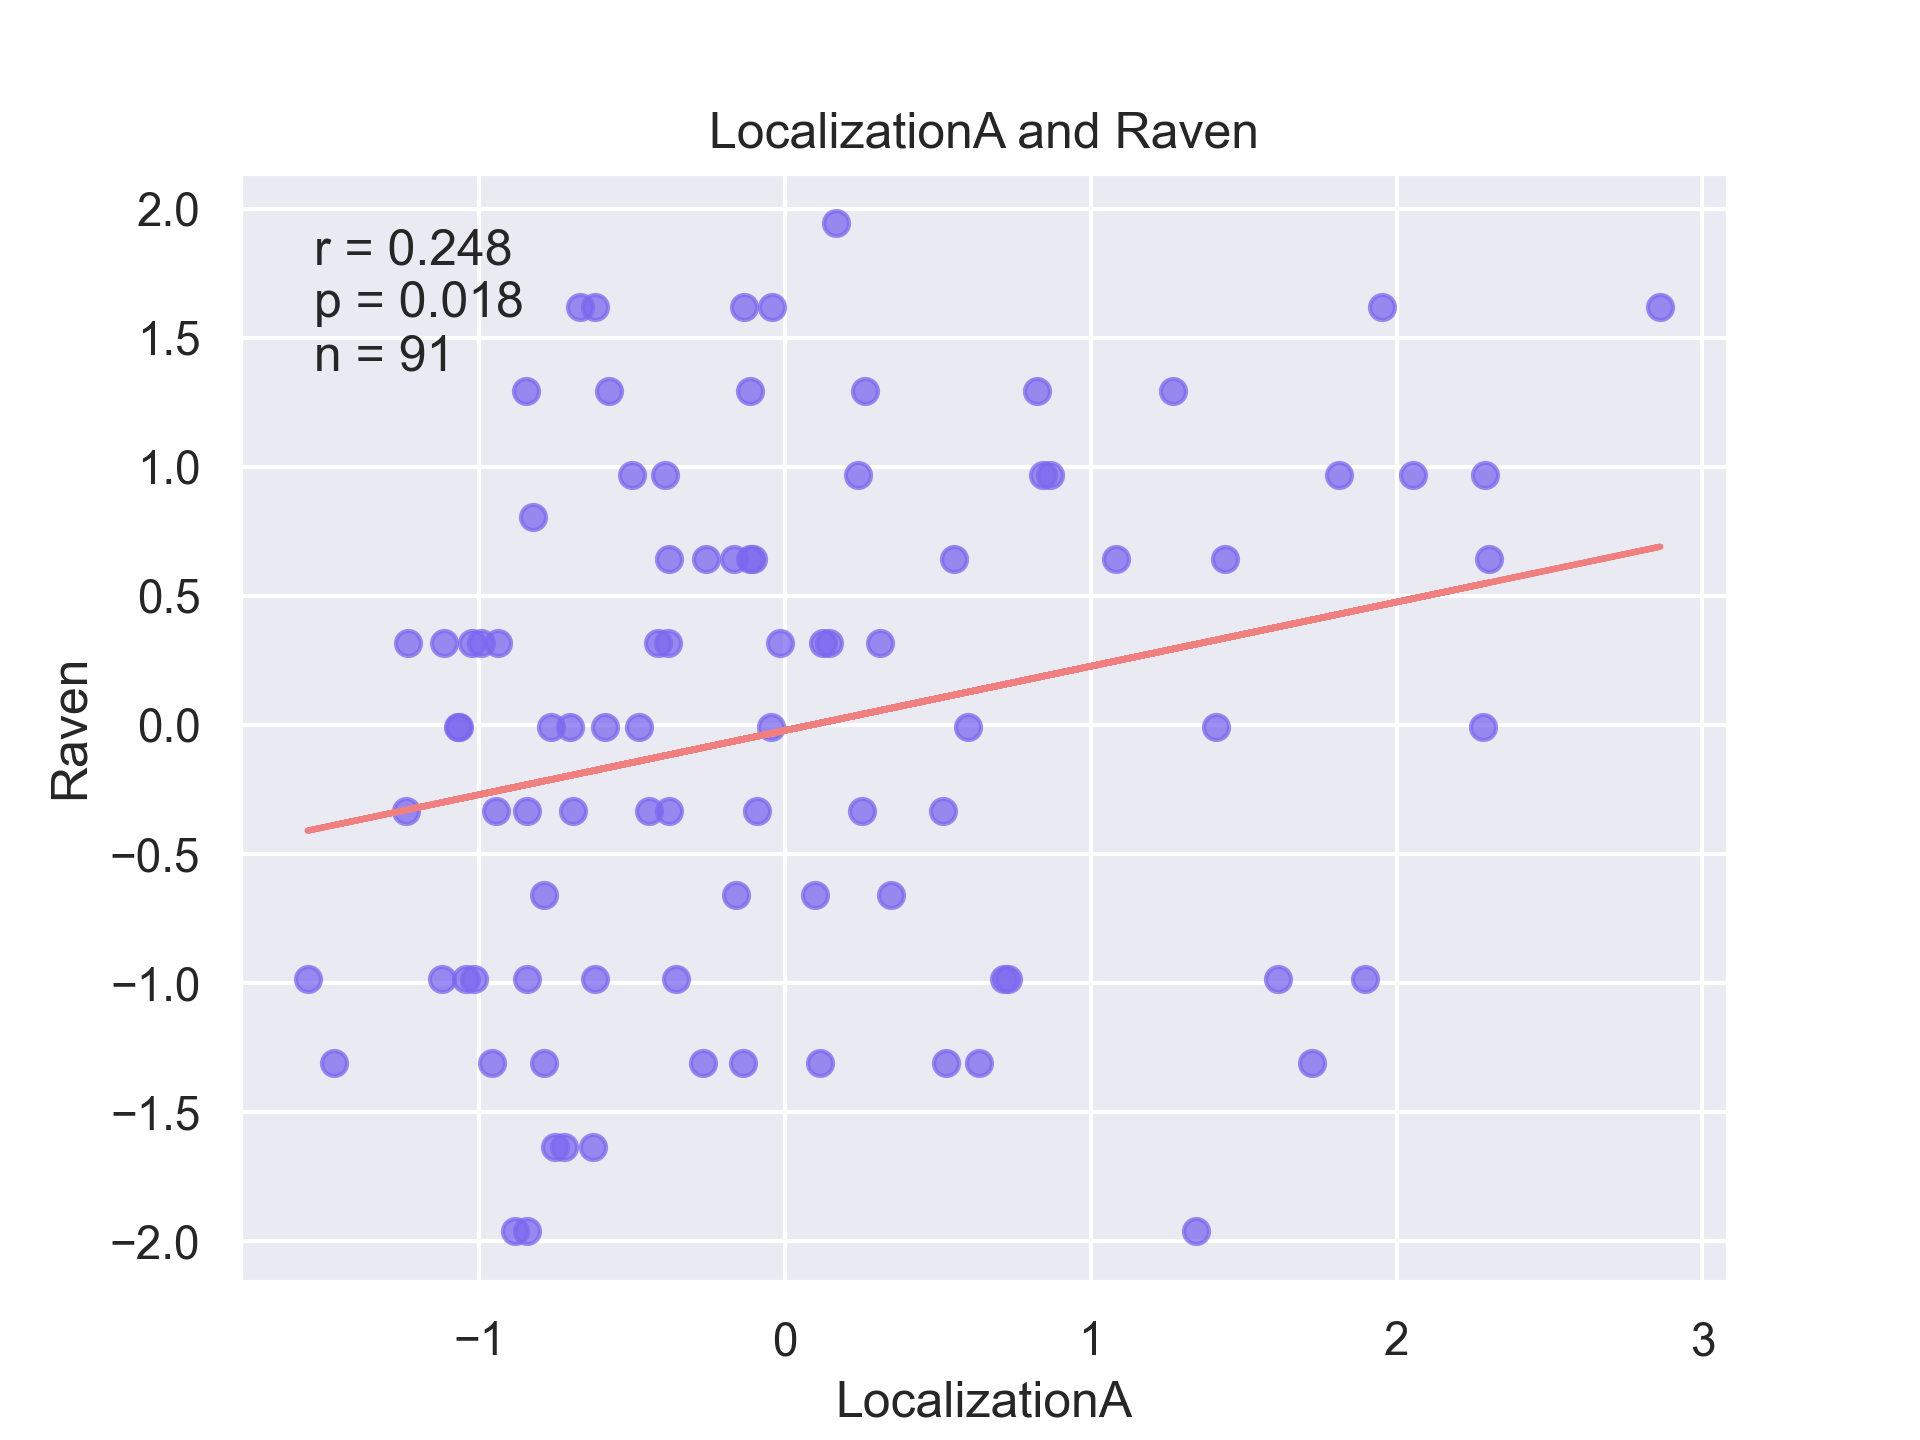 LocalizationA and Raven
r = 0.248
p = 0.018
n = 91
2.0
1.5
1.0
0.5
0.0
−0.5
−1.0
−1.5
−2.0
Raven
−1 0 1 2 3
LocalizationA